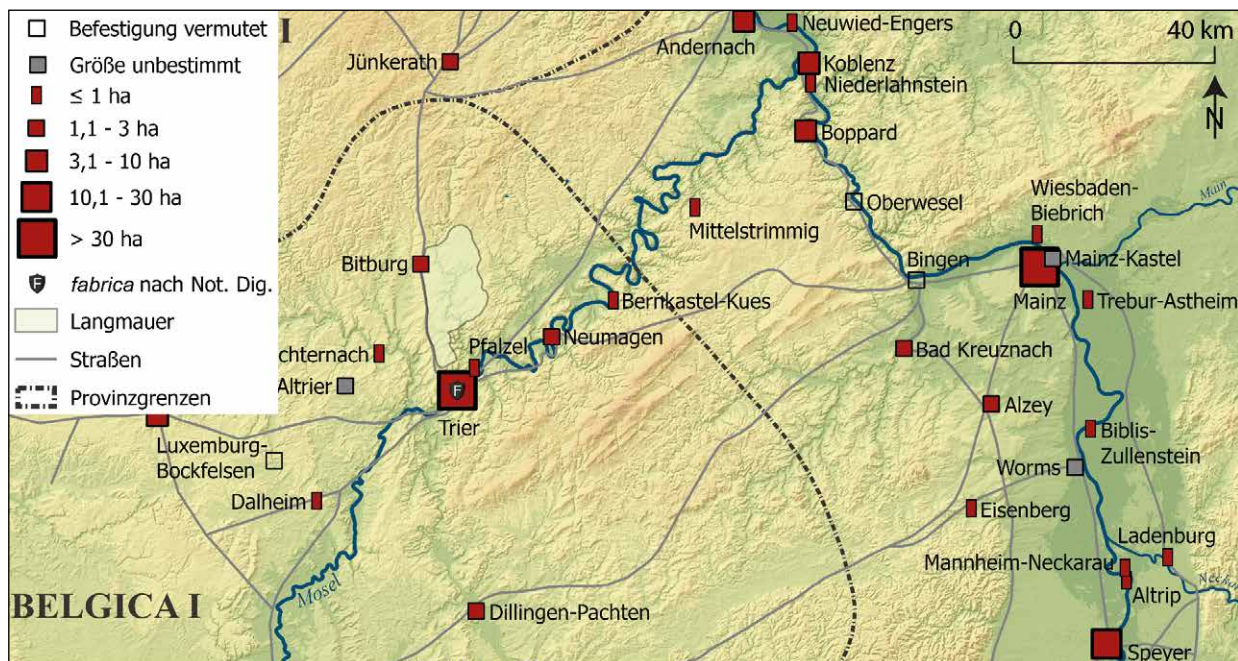 Befestigung vermutet
Größe unbestimmt
≤ 1 ha
1,1 - 3 ha
3,1 - 10 ha
10,1 - 30 ha
> 30 ha
F
fabrica nach Not. Dig.
Langmauer
Straßen
Provinzgrenzen
I
0
40 km
N
Andernach
Neuwied-Engers
Jünkerath
Koblenz
Niederlahnstein
Boppard
Oberwesel
Mittelstrimmig
Wiesbaden-
Biebrich
Main
Bitburg
Bingen
Mainz-Kastel
Mainz
Bernkastel-Kues
Trebur-Astheim
Pfalzel
Neumagen
Bad Kreuznach
chternach
Altrier
F
Trier
Alzey
Luxemburg-
Bockfelsen
Biblis-
Zullenstein
Worms
Dalheim
Eisenberg
Ladenburg
Mannheim-Neckarau
Mosel
Neckar
Altrip
BELGICA I
Dillingen-Pachten
Speyer